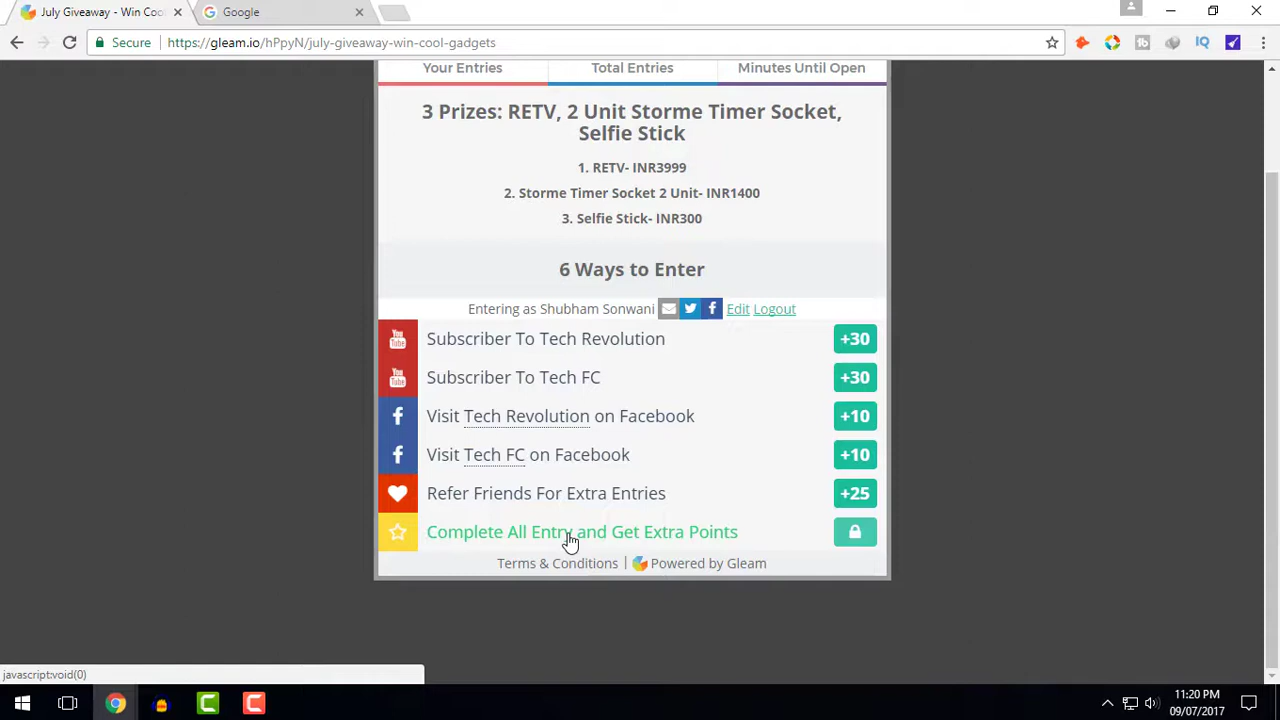 July Giveaway - Win Coo
Google
Secure
https://gleam.io/hPpyN/july-giveaway-win-cool-gadgets
Your Entries
Total Entries
Minutes Until Open
3 Prizes: RETV, 2 Unit Storme Timer Socket,
Selfie Stick
1. RETV- INR3999
2. Storme Timer Socket 2 Unit- INR1400
3. Selfie Stick- INR300
6 Ways to Enter
Entering as Shubham Sonwani Edit Logout
Subscriber To Tech Revolution +30
Subscriber To Tech FC +30
Visit Tech Revolution on Facebook +10
Visit Tech FC on Facebook +10
Refer Friends For Extra Entries +25
Complete All Entry and Get Extra Points
Terms & Conditions | Powered by Gleam
javascript:void(0)
11:20 PM
09/07/2017